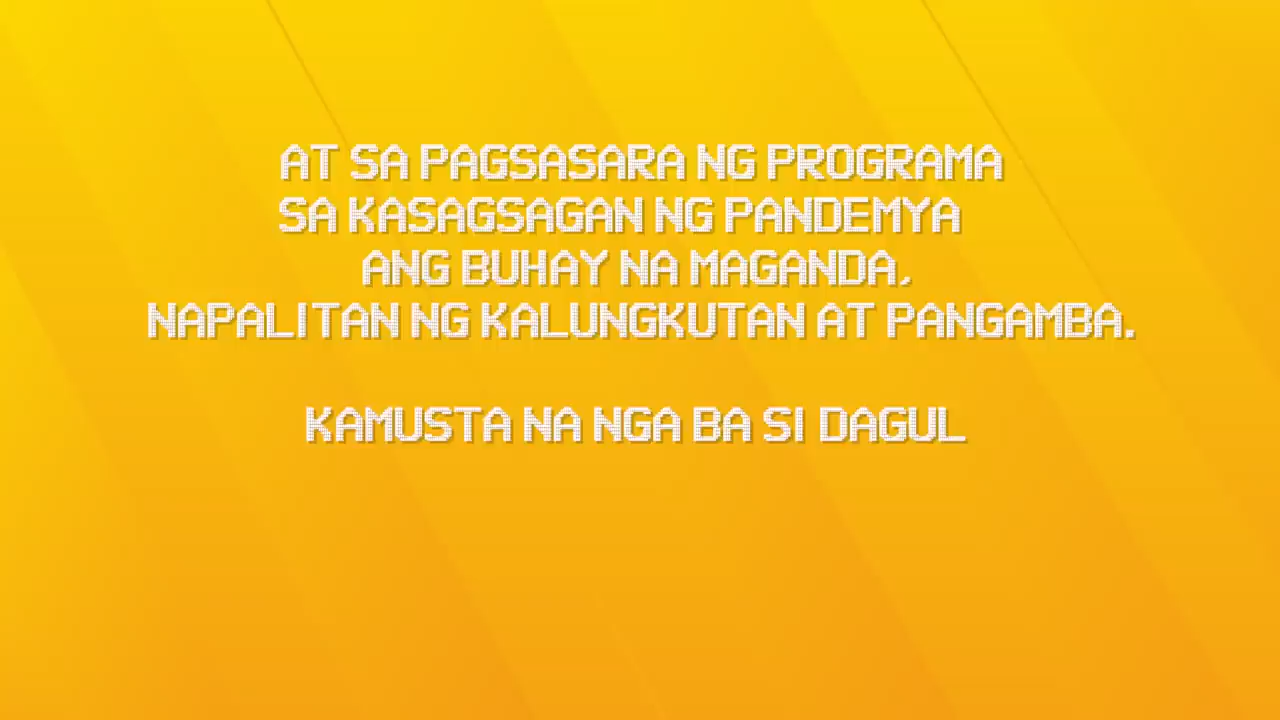 AT SA PAGSASARA NG PROGRAMA
SA KASAGSAGAN NG PANDEMYA
ANG BUHAY NA MAGANDA,
NAPALITAN NG KALUNGKUTAN AT PANGAMBA.
KAMUSTA NA NGA BA SI DAGUL